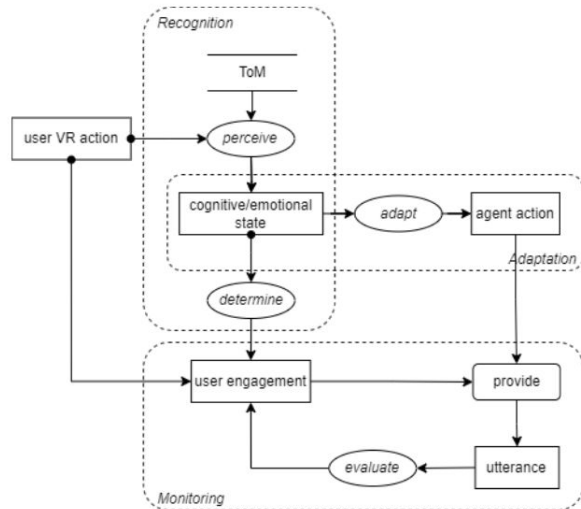 Recognition
ToM
user VR action
perceive
cognitive/emotional
state
adapt
agent action
Adaptation
determine
user engagement
provide
evaluate
utterance
Monitoring